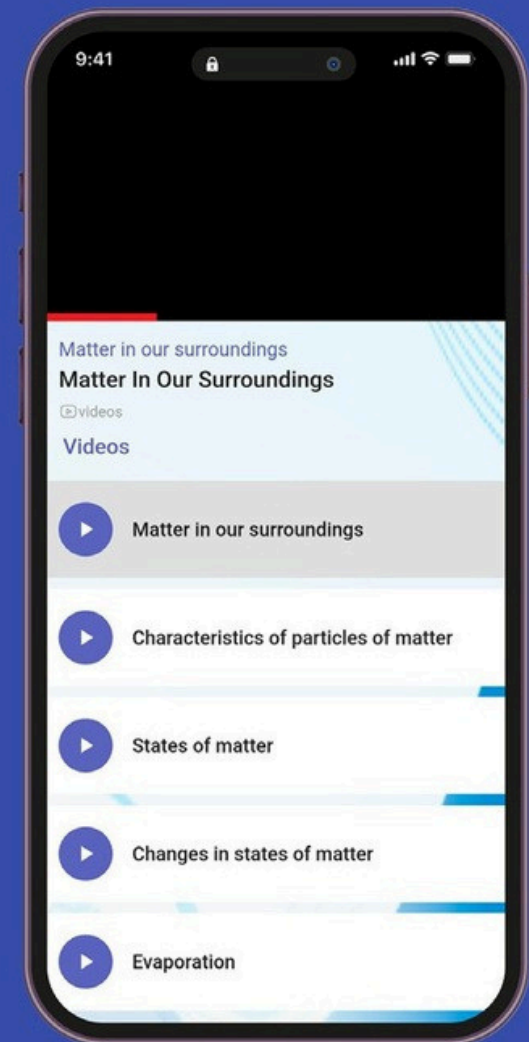 9:41
Matter in our surroundings
Matter In Our Surroundings
videos
Videos
Matter in our surroundings
Characteristics of particles of matter
States of matter
Changes in states of matter
Evaporation